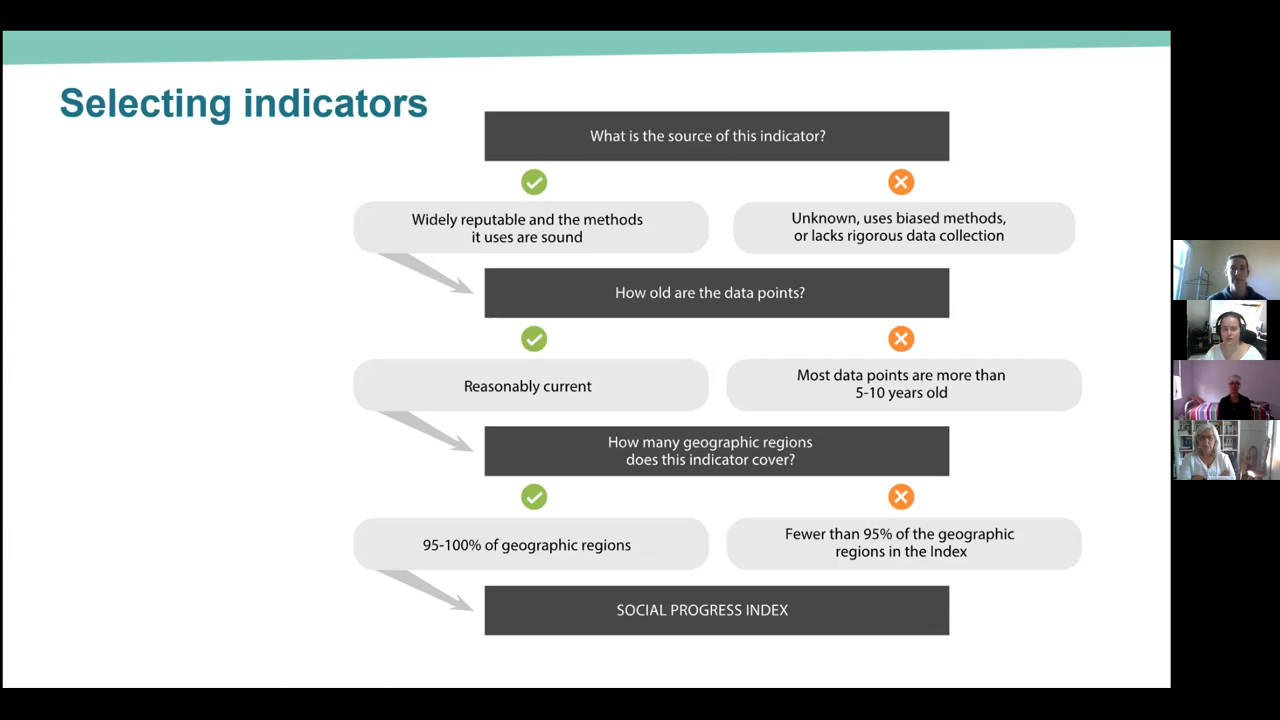 Selecting indicators
What is the source of this indicator?
Widely reputable and the methods
it uses are sound
Unknown, uses biased methods,
or lacks rigorous data collection
How old are the data points?
Reasonably current
Most data points are more than
5-10 years old
How many geographic regions
does this indicator cover?
95-100% of geographic regions
Fewer than 95% of the geographic
regions in the Index
SOCIAL PROGRESS INDEX